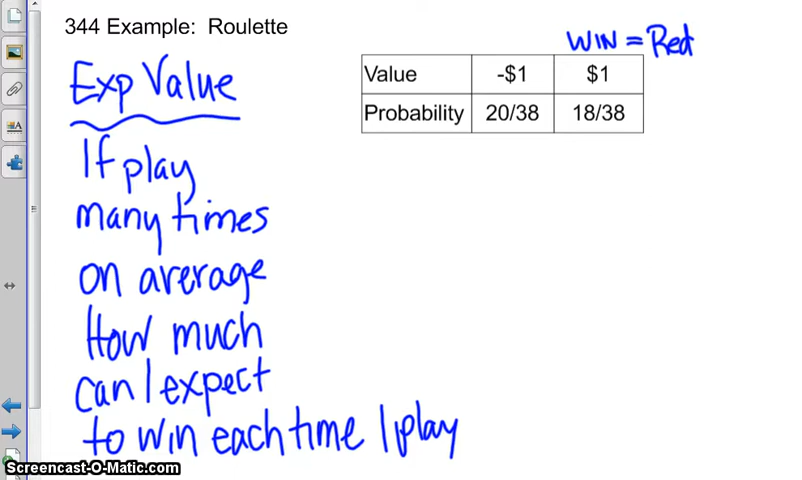 344 Example: Roulette
WIN = Red
Exp Value
Value -$1 $1
Probability 20/38 18/38
If play
many times
on average
How much
can I expect
to win each time I play
Screencast-O-Matic.com